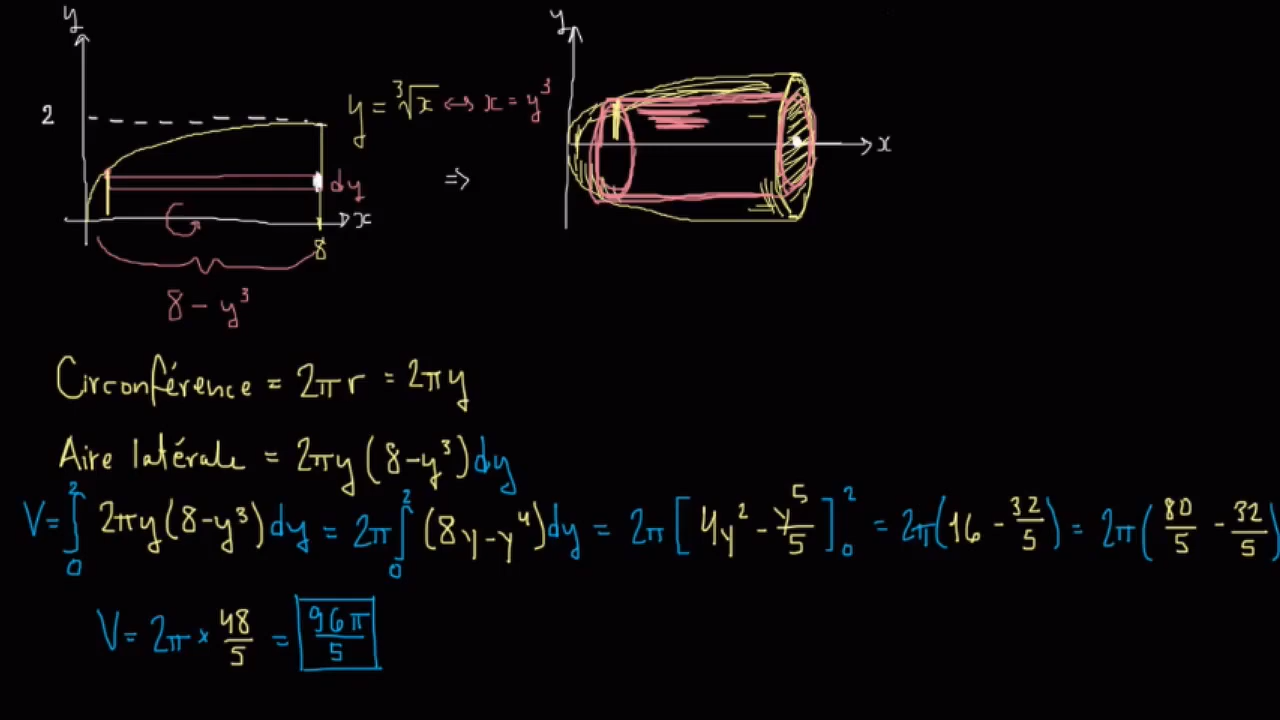 y
y
2
y = ∛x ↔ x = y³
x
dy
⇒
x
8
8 - y³
Circonférence = 2πr = 2πy
Aire latérale = 2πy(8-y³)dy
V = ∫₀² 2πy(8-y³)dy = 2π ∫₀² (8y-y⁴)dy = 2π [4y² - y⁵/5]₀² = 2π(16 - 32/5) = 2π(80/5 - 32/5)
V = 2π × 48/5 = 96π/5